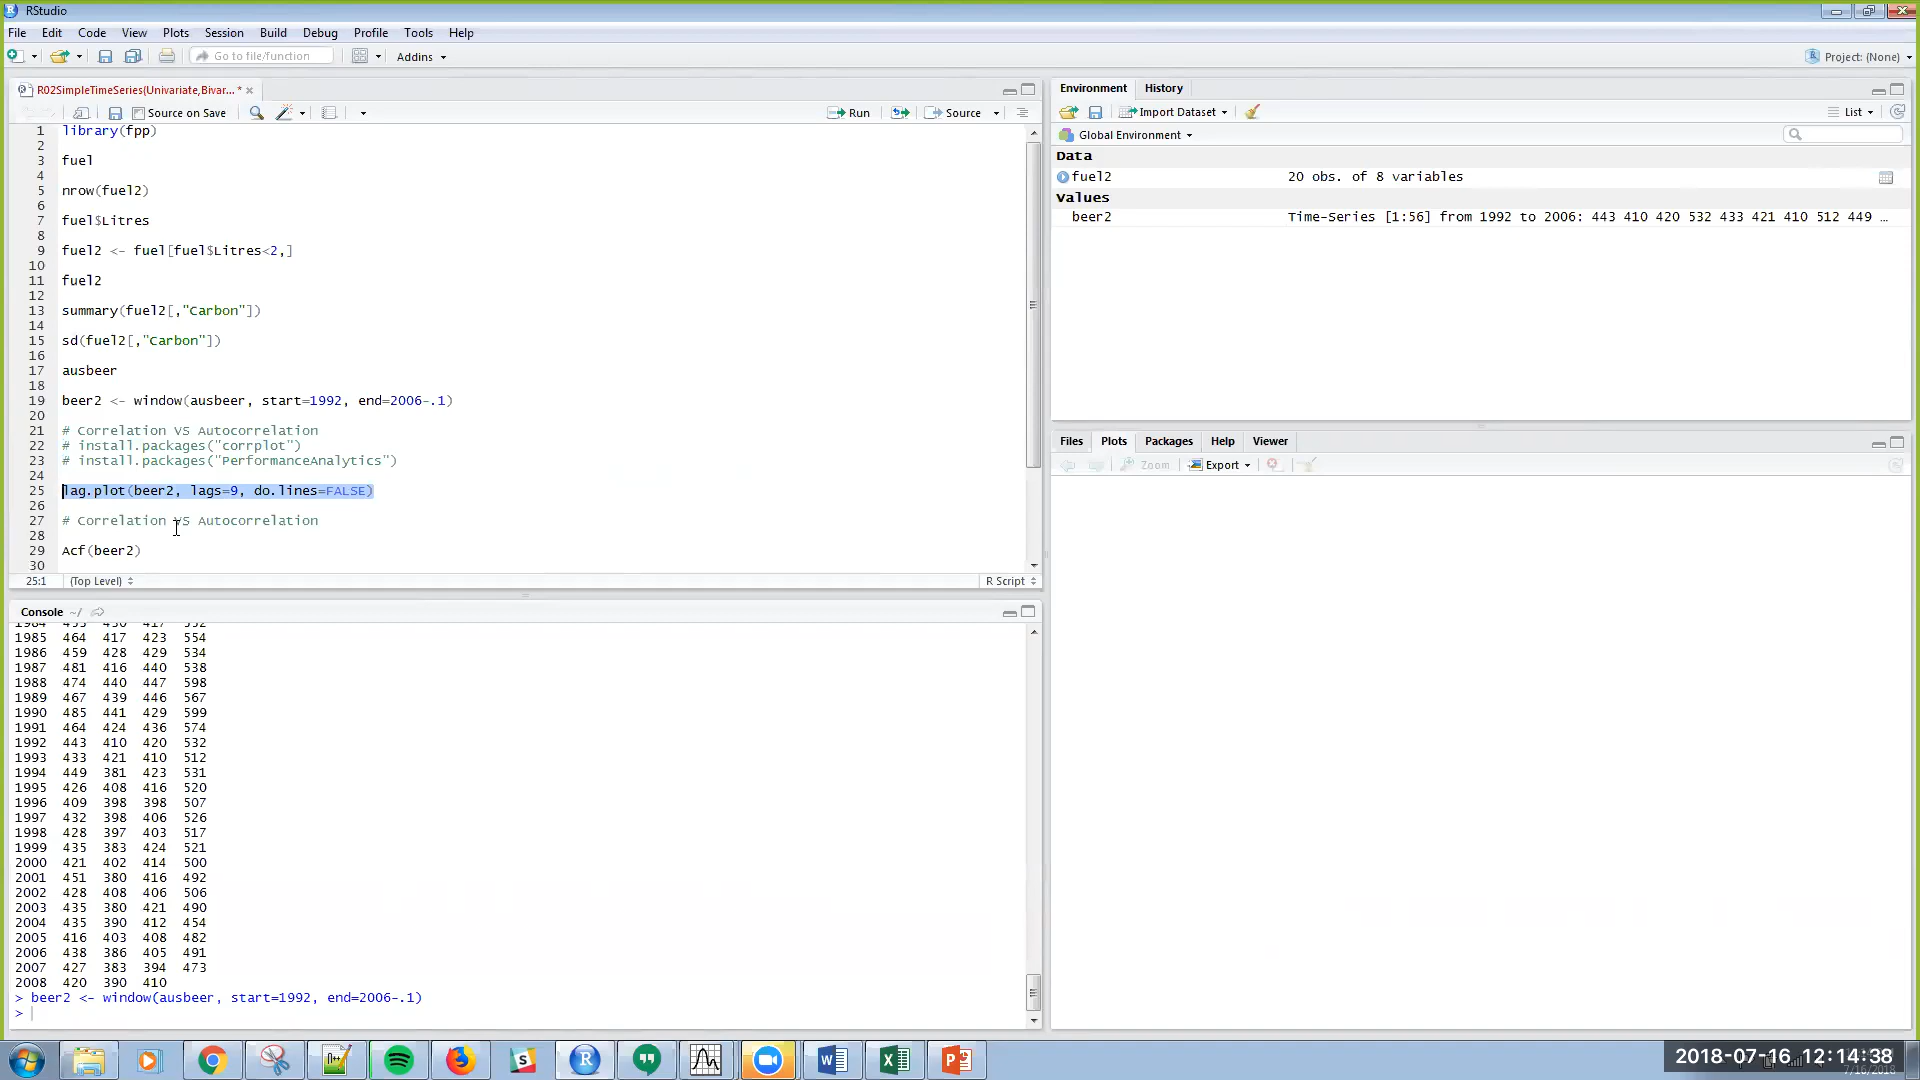 RStudio
File Edit Code View Plots Session Build Debug Profile Tools Help
Go to file/function Addins Project: (None)
R02SimpleTimeSeries(Univariate,Bivar... *
Source on Save Run Source
1 library(fpp)
2
3 fuel
4
5 nrow(fuel2)
6
7 fuel$Litres
8
9 fuel2 <- fuel[fuel$Litres<2,]
10
11 fuel2
12
13 summary(fuel2[,"Carbon"])
14
15 sd(fuel2[,"Carbon"])
16
17 ausbeer
18
19 beer2 <- window(ausbeer, start=1992, end=2006-.1)
20
21 # Correlation VS Autocorrelation
22 # install.packages("corrplot")
23 # install.packages("PerformanceAnalytics")
24
25 lag.plot(beer2, lags=9, do.lines=FALSE)
26
27 # Correlation VS Autocorrelation
28
29 Acf(beer2)
30
25:1 (Top Level) R Script
Console ~/
1985 464 417 423 554
1986 459 428 429 534
1987 481 416 440 538
1988 474 440 447 598
1989 467 439 446 567
1990 485 441 429 599
1991 464 424 436 574
1992 443 410 420 532
1993 433 421 410 512
1994 449 381 423 531
1995 426 408 416 520
1996 409 398 398 507
1997 432 398 406 526
1998 428 397 403 517
1999 435 383 424 521
2000 421 402 414 500
2001 451 380 416 492
2002 428 408 406 506
2003 435 380 421 490
2004 435 390 412 454
2005 416 403 408 482
2006 438 386 405 491
2007 427 383 394 473
2008 420 390 410
> beer2 <- window(ausbeer, start=1992, end=2006-.1)
>
Environment History
Import Dataset List
Global Environment
Data
fuel2 20 obs. of 8 variables
Values
beer2 Time-Series [1:56] from 1992 to 2006: 443 410 420 532 433 421 410 512 449 ...
Files Plots Packages Help Viewer
Zoom Export
2018-07-16 12:14:38
7/16/2018